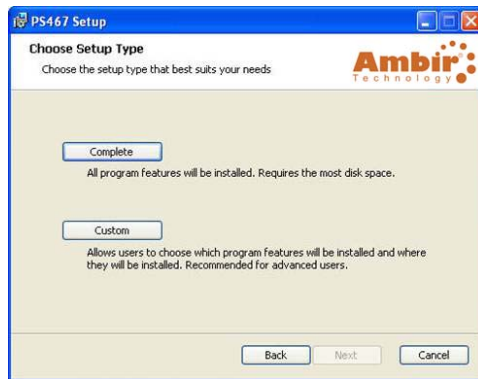 PS467 Setup
Choose Setup Type
Choose the setup type that best suits your needs
Ambir®
Technology
Complete
All program features will be installed. Requires the most disk space.
Custom
Allows users to choose which program features will be installed and where
they will be installed. Recommended for advanced users.
Back
Next
Cancel